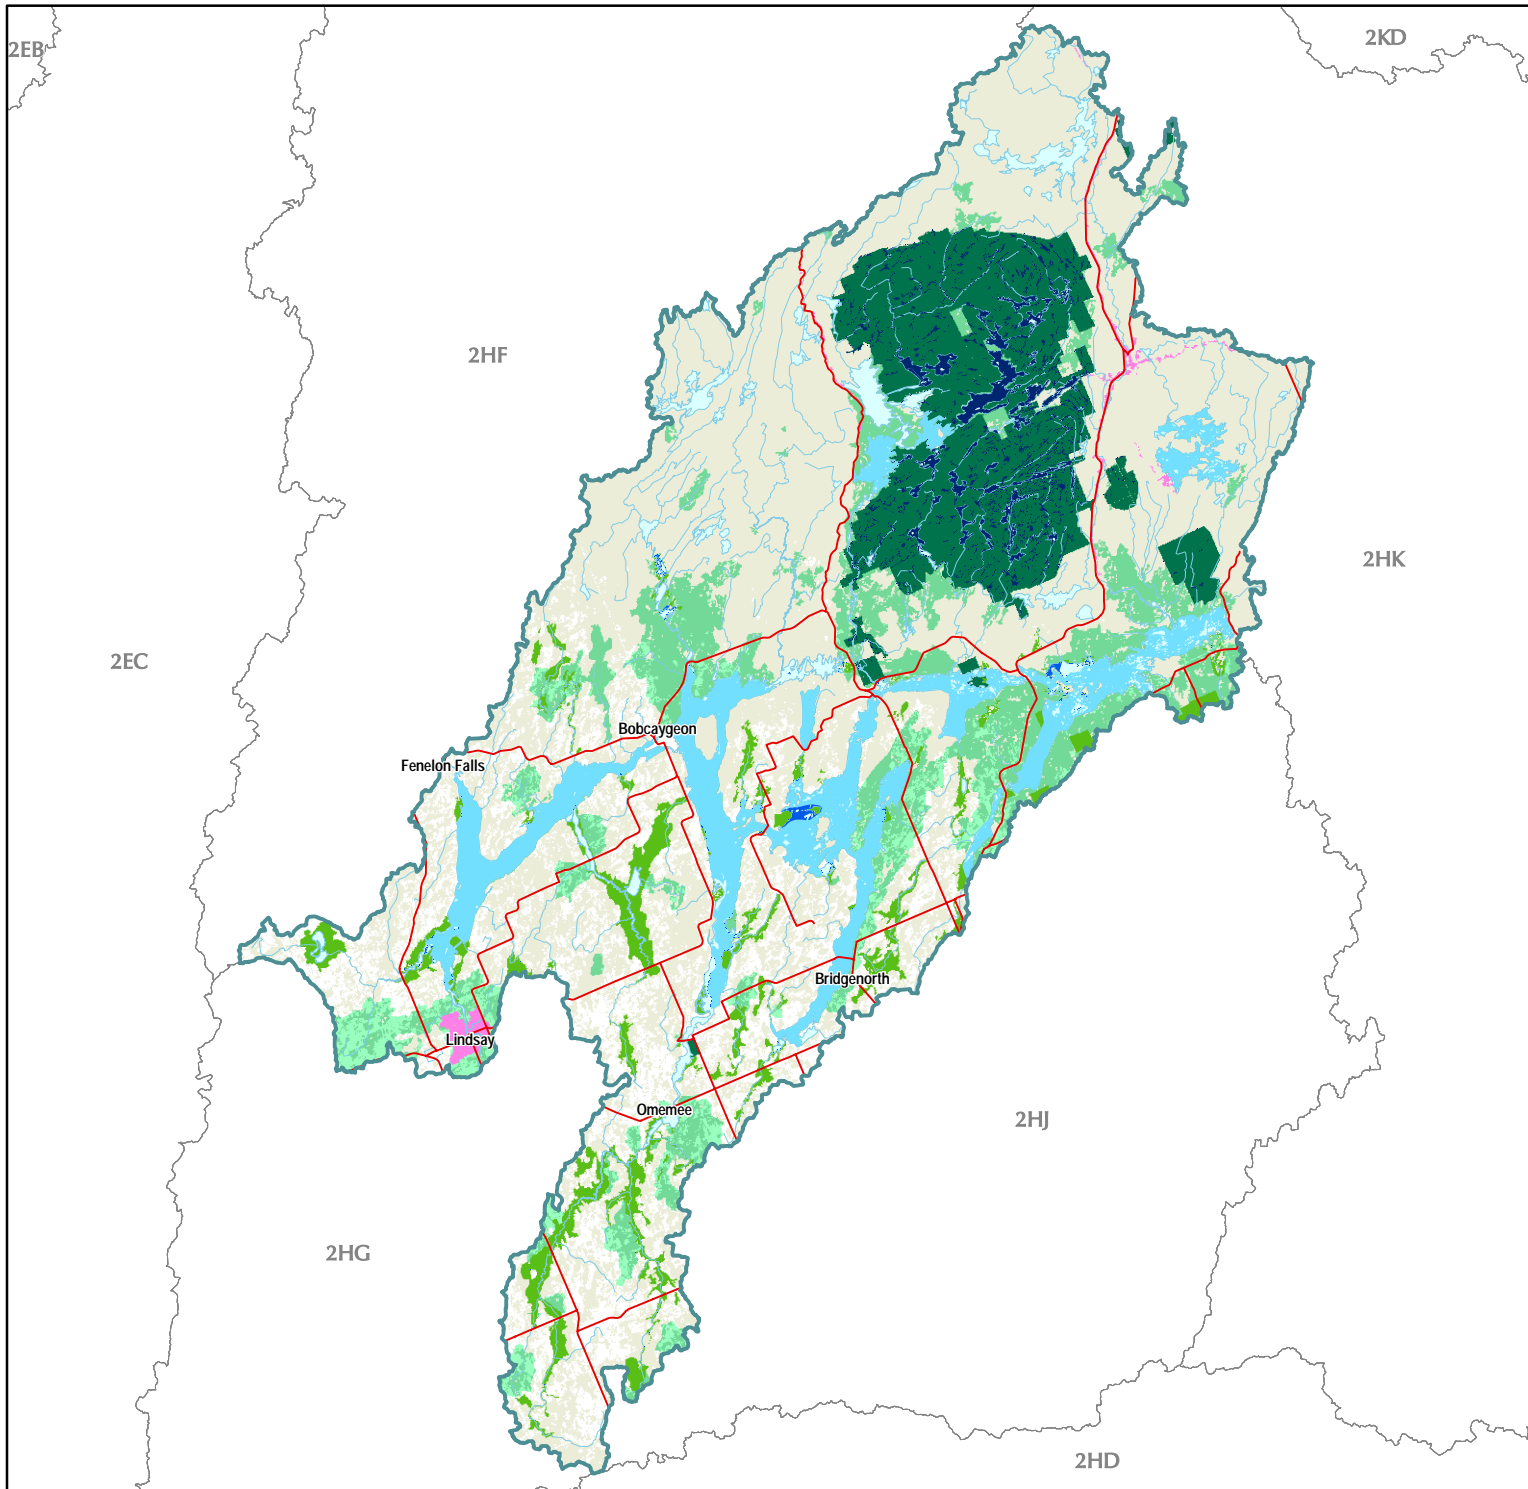 2EB
2KD
2HF
2HK
2EC
Bobcaygeon
Fenelon Falls
Bridgenorth
Lindsay
Omemee
2HJ
2HG
2HD